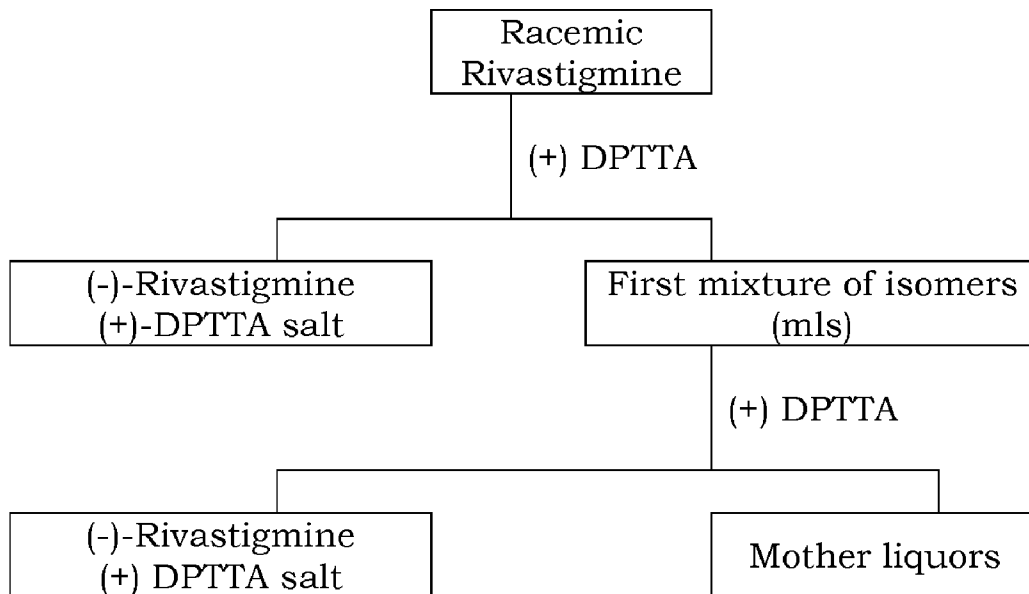 Racemic
Rivastigmine
(+) DPTTA
(-)-Rivastigmine
(+)-DPTTA salt
First mixture of isomers
(mls)
(+) DPTTA
(-)-Rivastigmine
(+) DPTTA salt
Mother liquors